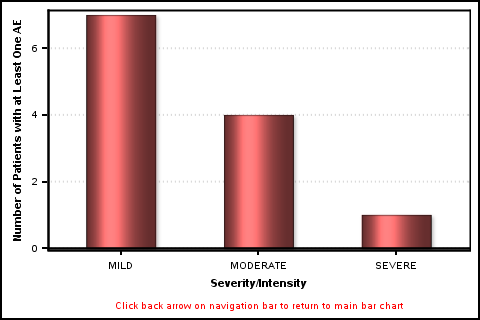 Number of Patients with at Least One AE
6
4
2
0
MILD
MODERATE
SEVERE
Severity/Intensity
Click back arrow on navigation bar to return to main bar chart